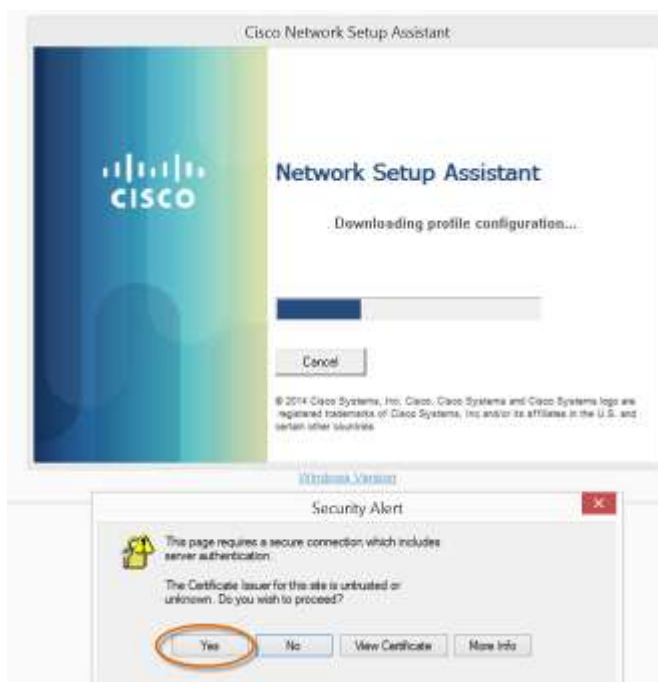 Cisco Network Setup Assistant
CISCO
Network Setup Assistant
Downloading profile configuration...
Cancel
© 2014 Cisco Systems, Inc. Cisco, Cisco Systems and Cisco Systems logo are
registered trademarks of Cisco Systems, Inc and/or its affiliates in the U.S. and
certain other countries
Windows Version
Security Alert
This page requires a secure connection which includes
server authentication.
The Certificate Issuer for this site is untrusted or
unknown. Do you wish to proceed?
Yes No View Certificate More Info